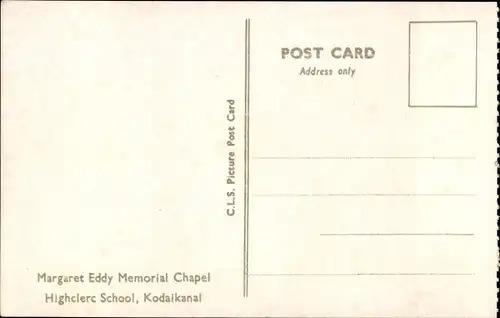 POST CARD
Address only
C.L.S. Picture Post Card
Margaret Eddy Memorial Chapel
Highclerc School, Kodaikanal